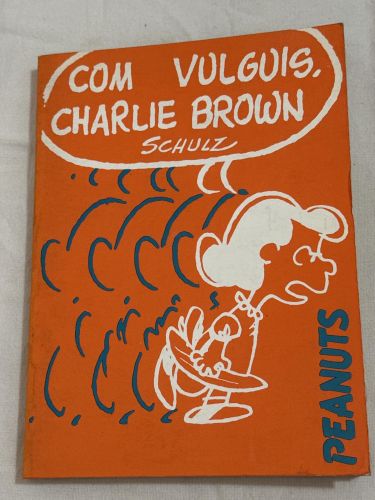 COM VULGUIS,
CHARLIE BROWN
SCHULZ
PEANUTS